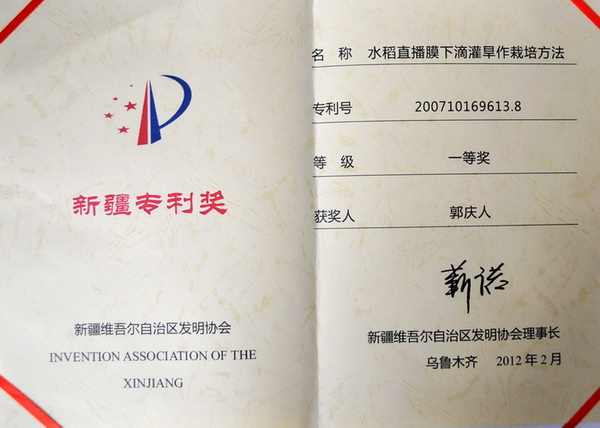 新疆专利奖
新疆维吾尔自治区发明协会
INVENTION ASSOCIATION OF THE
XINJIANG
名 称 水稻直播膜下滴灌旱作栽培方法
专利号 200710169613.8
等 级 一等奖
获奖人 郭庆人
新疆维吾尔自治区发明协会理事长
乌鲁木齐 2012年2月